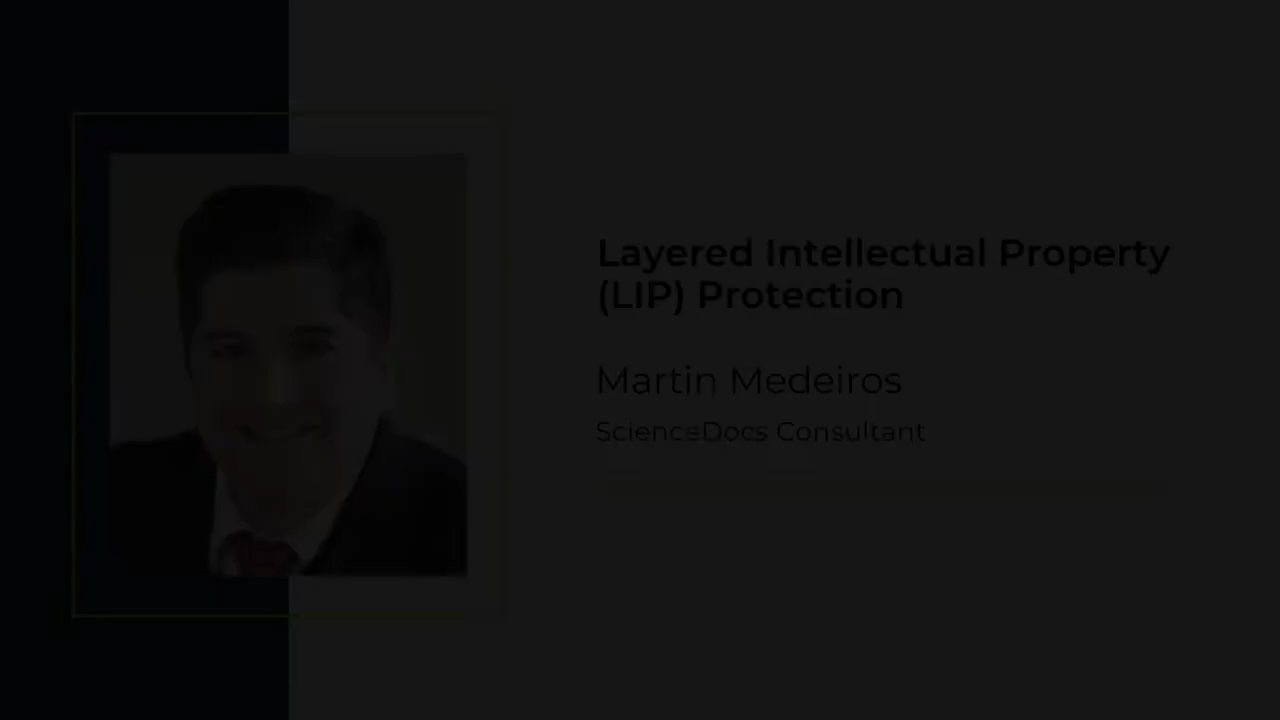 Layered Intellectual Property
(LIP) Protection
Martin Medeiros
ScienceDocs Consultant